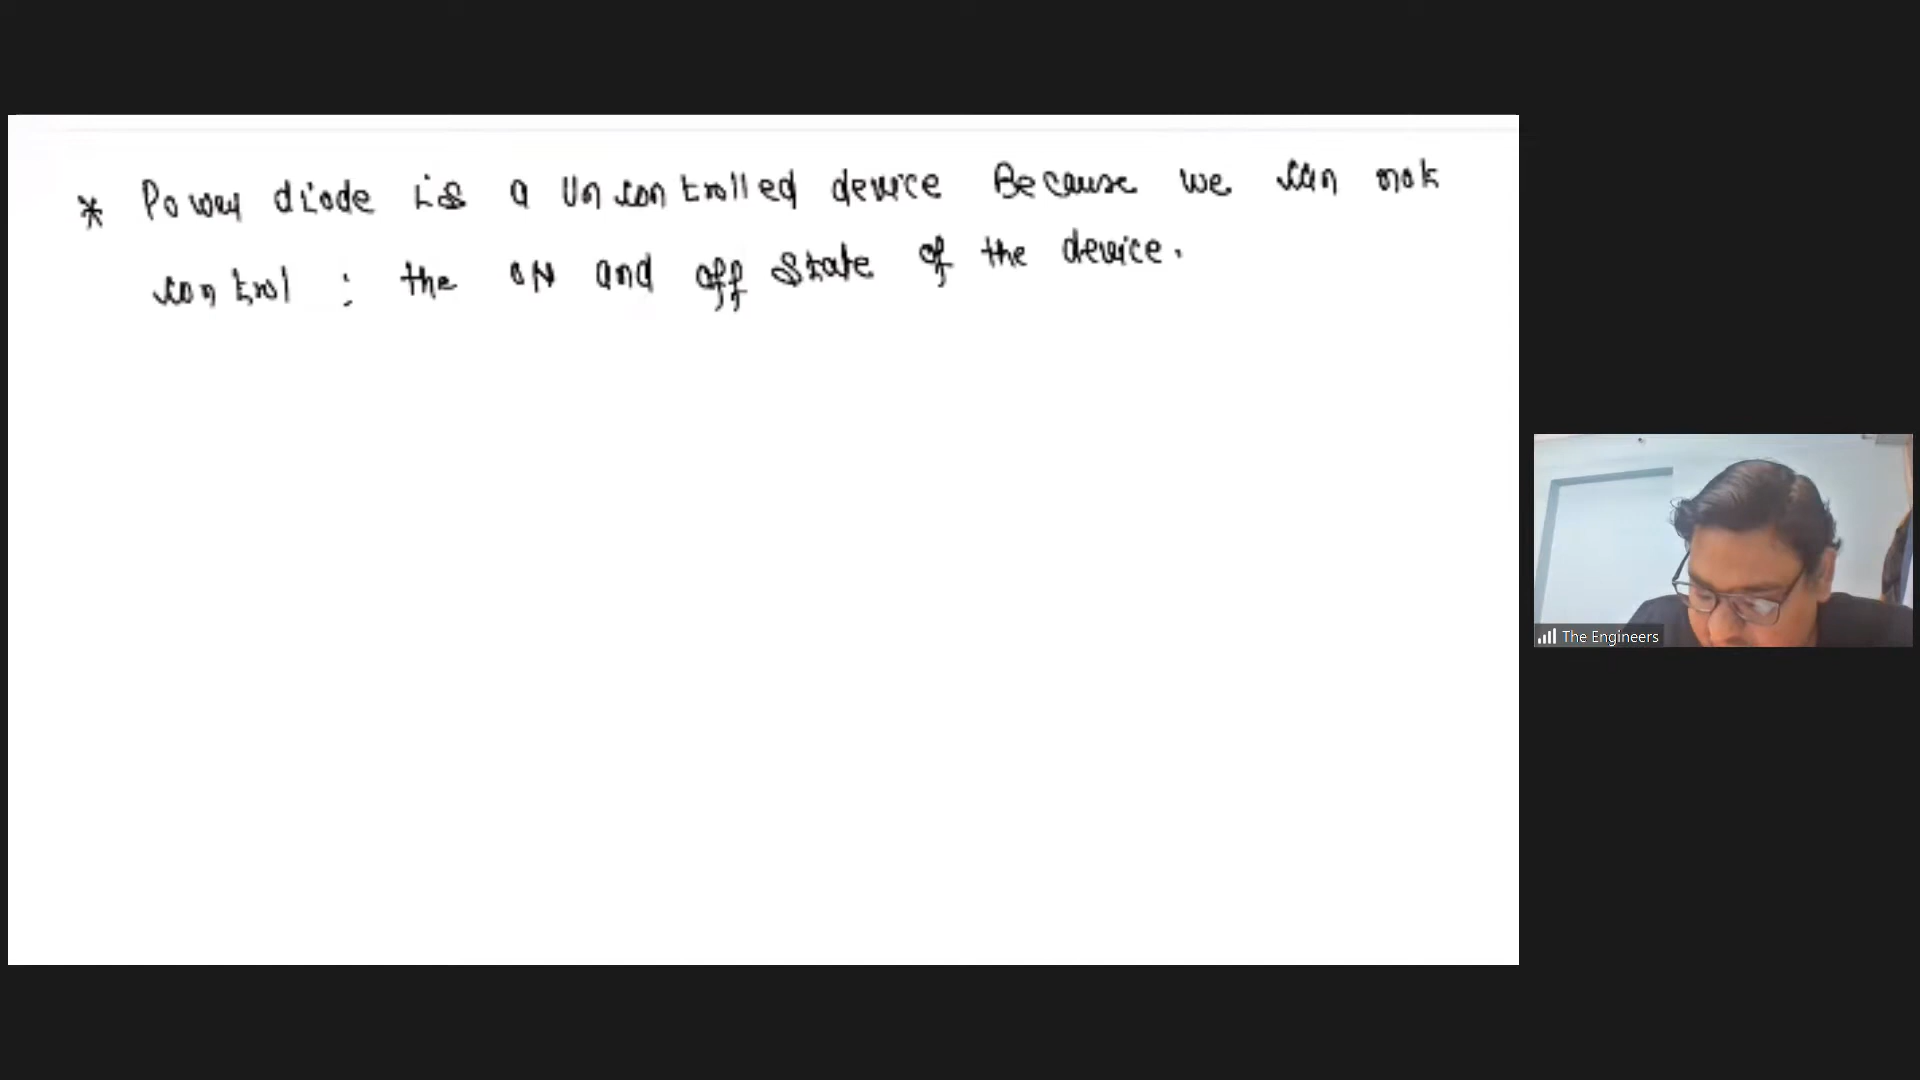 * Power diode is a Uncontrolled device Because we can not
control : the ON and off State of the device.
The Engineers